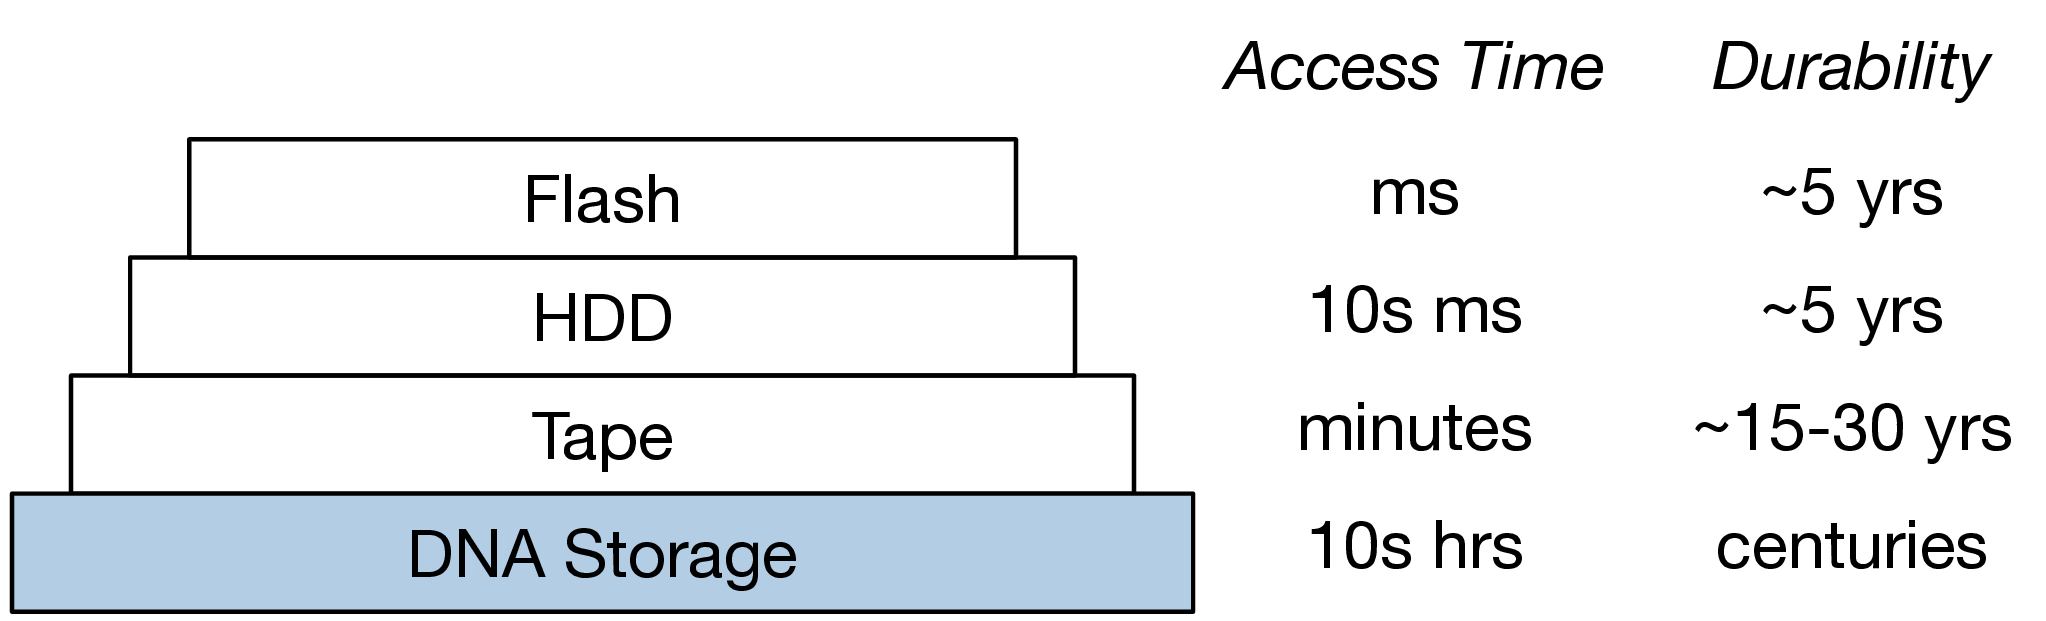 Access Time Durability
Flash ms ~5 yrs
HDD 10s ms ~5 yrs
Tape minutes ~15-30 yrs
DNA Storage 10s hrs centuries